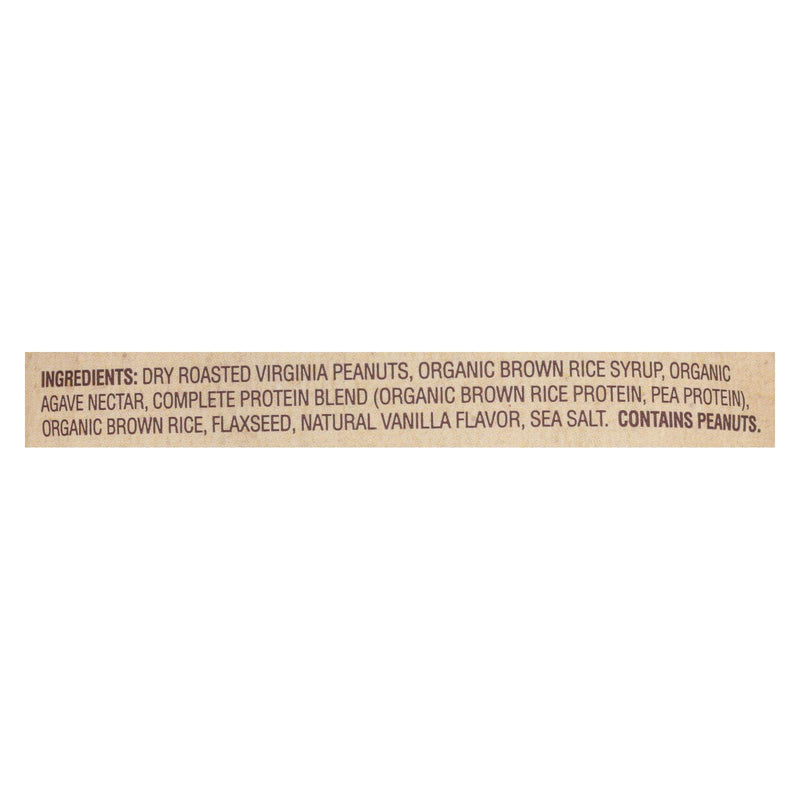 INGREDIENTS: DRY ROASTED VIRGINIA PEANUTS, ORGANIC BROWN RICE SYRUP, ORGANIC
AGAVE NECTAR, COMPLETE PROTEIN BLEND (ORGANIC BROWN RICE PROTEIN, PEA PROTEIN),
ORGANIC BROWN RICE, FLAXSEED, NATURAL VANILLA FLAVOR, SEA SALT. CONTAINS PEANUTS.